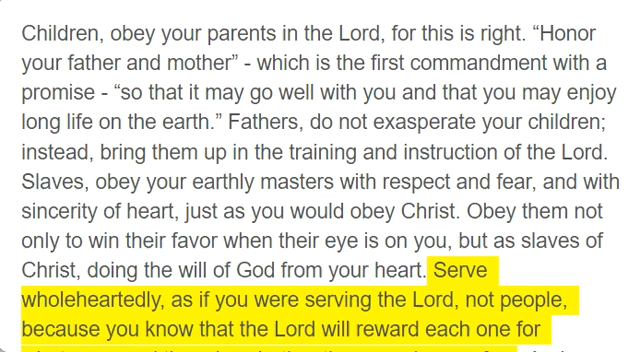 Children, obey your parents in the Lord, for this is right. “Honor
your father and mother” - which is the first commandment with a
promise - “so that it may go well with you and that you may enjoy
long life on the earth.” Fathers, do not exasperate your children;
instead, bring them up in the training and instruction of the Lord.
Slaves, obey your earthly masters with respect and fear, and with
sincerity of heart, just as you would obey Christ. Obey them not
only to win their favor when their eye is on you, but as slaves of
Christ, doing the will of God from your heart. Serve
wholeheartedly, as if you were serving the Lord, not people,
because you know that the Lord will reward each one for